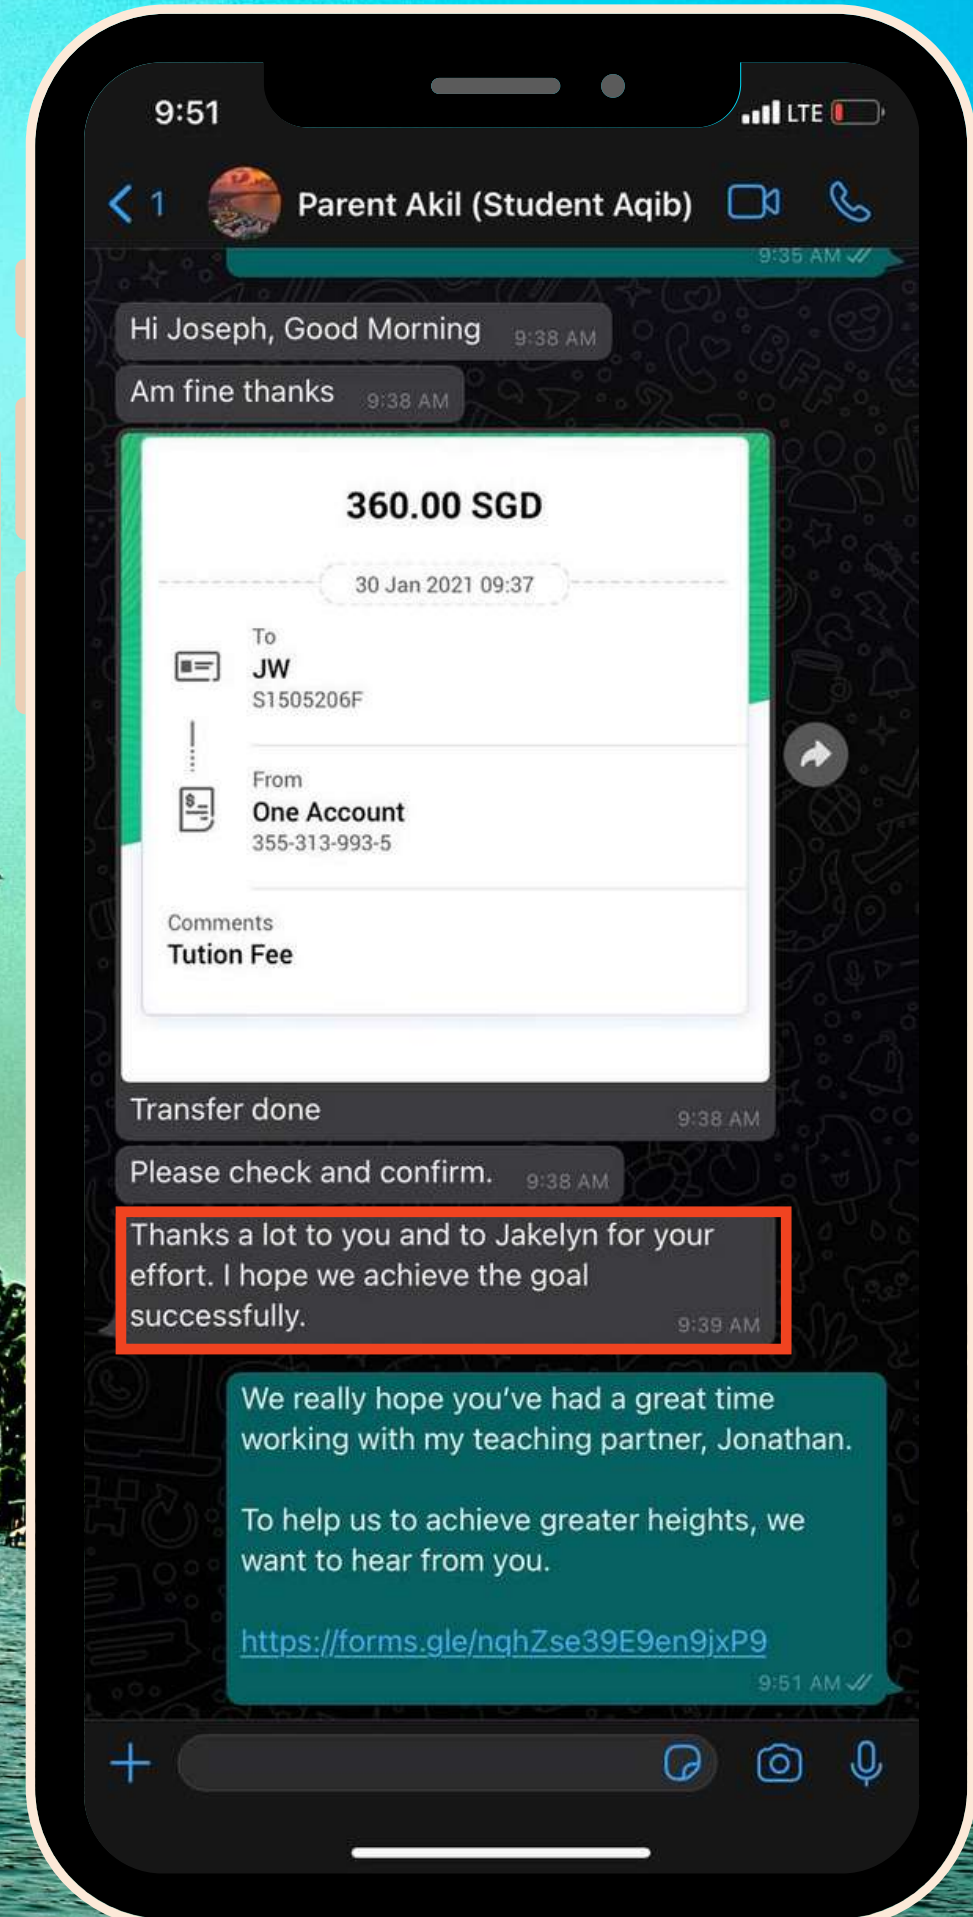 9:51
LTE
1
Parent Akil (Student Aqib)
9:35 AM
Hi Joseph, Good Morning 9:38 AM
Am fine thanks 9:38 AM
360.00 SGD
30 Jan 2021 09:37
To
JW
S1505206F
From
One Account
355-313-993-5
Comments
Tution Fee
Transfer done 9:38 AM
Please check and confirm. 9:38 AM
Thanks a lot to you and to Jakelyn for your
effort. I hope we achieve the goal
successfully. 9:39 AM
We really hope you've had a great time
working with my teaching partner, Jonathan.
To help us to achieve greater heights, we
want to hear from you.
https://forms.gle/nqhZse39E9en9jxP9
9:51 AM